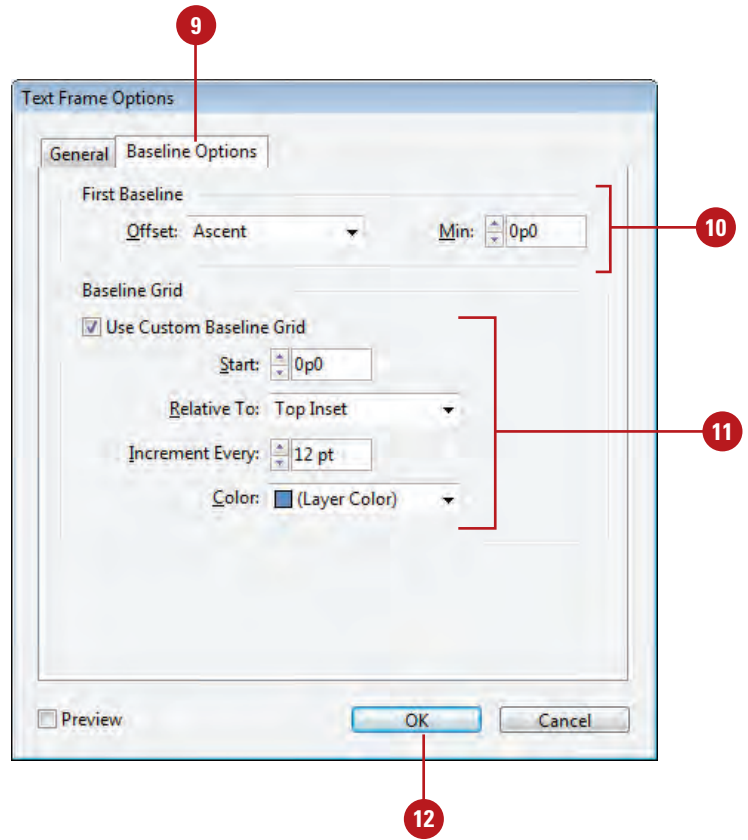 9
Text Frame Options
General Baseline Options
First Baseline
Offset: Ascent Min: 0p0
10
Baseline Grid
Use Custom Baseline Grid
Start: 0p0
Relative To: Top Inset
11
Increment Every: 12 pt
Color: (Layer Color)
Preview OK Cancel
12